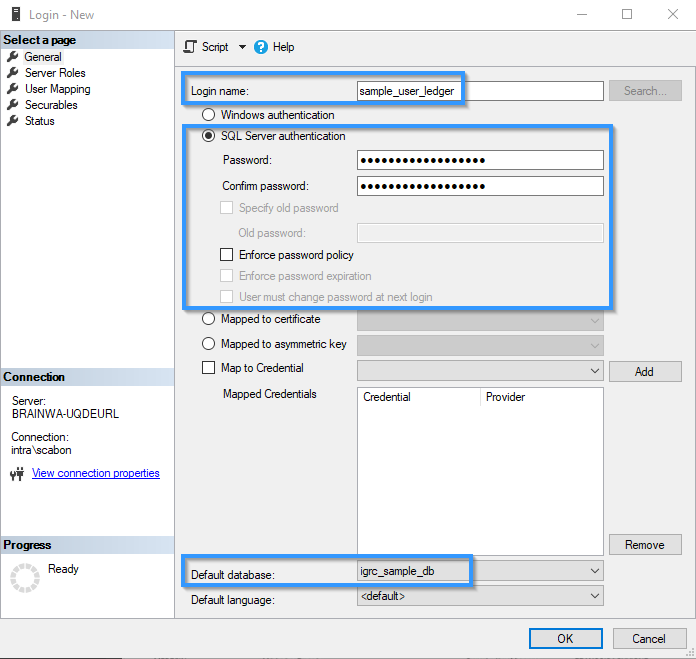 Login - New
Select a page
General
Server Roles
User Mapping
Securables
Status
Script
Help
Login name: sample_user_ledger Search...
Windows authentication
SQL Server authentication
Password: ●●●●●●●●●●●●●●●●●●
Confirm password: ●●●●●●●●●●●●●●●●●●
Specify old password
Old password:
Enforce password policy
Enforce password expiration
User must change password at next login
Mapped to certificate
Mapped to asymmetric key
Map to Credential Add
Mapped Credentials Credential Provider
Remove
Default database: igrc_sample_db
Default language: <default>
Connection
Server:
BRAINWA-UQDEURL
Connection:
intra\scabon
View connection properties
Progress
Ready
OK Cancel